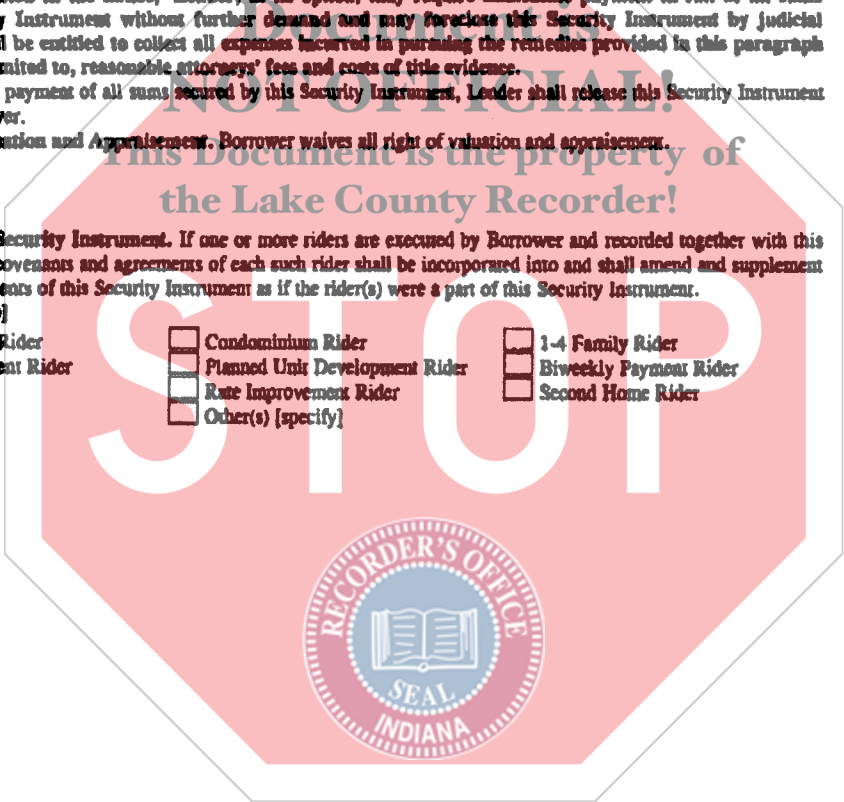 Instrument without further demand and may foreclose this Security Instrument by judicial
be entitled to collect all expenses incurred in pursuing the remedies provided in this paragraph
mited to, reasonable attorneys' fees and costs of title evidence.
payment of all sums secured by this Security Instrument, Lender shall release this Security Instrument
er.
ation and Appraisement. Borrower waives all right of valuation and appraisement.
Document is
NOT OFFICIAL!
This Document is the property of
the Lake County Recorder!
ecurity Instrument. If one or more riders are executed by Borrower and recorded together with this
ovenants and agreements of each such rider shall be incorporated into and shall amend and supplement
ents of this Security Instrument as if the rider(s) were a part of this Security Instrument.
Rider
Condominium Rider
1-4 Family Rider
ent Rider
Planned Unit Development Rider
Biweekly Payment Rider
Rate Improvement Rider
Second Home Rider
Other(s) [specify]
STOP
RECORDER'S OFFICE
SEAL
INDIANA